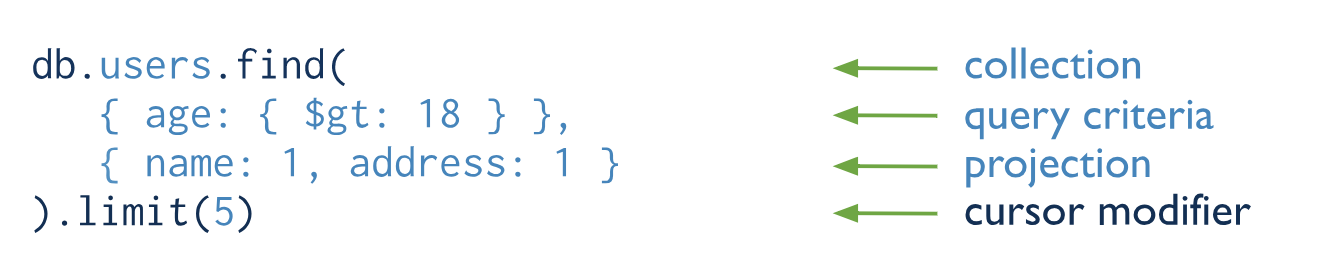 db.users.find( collection
{ age: { $gt: 18 } }, query criteria
{ name: 1, address: 1 } projection
).limit(5) cursor modifier